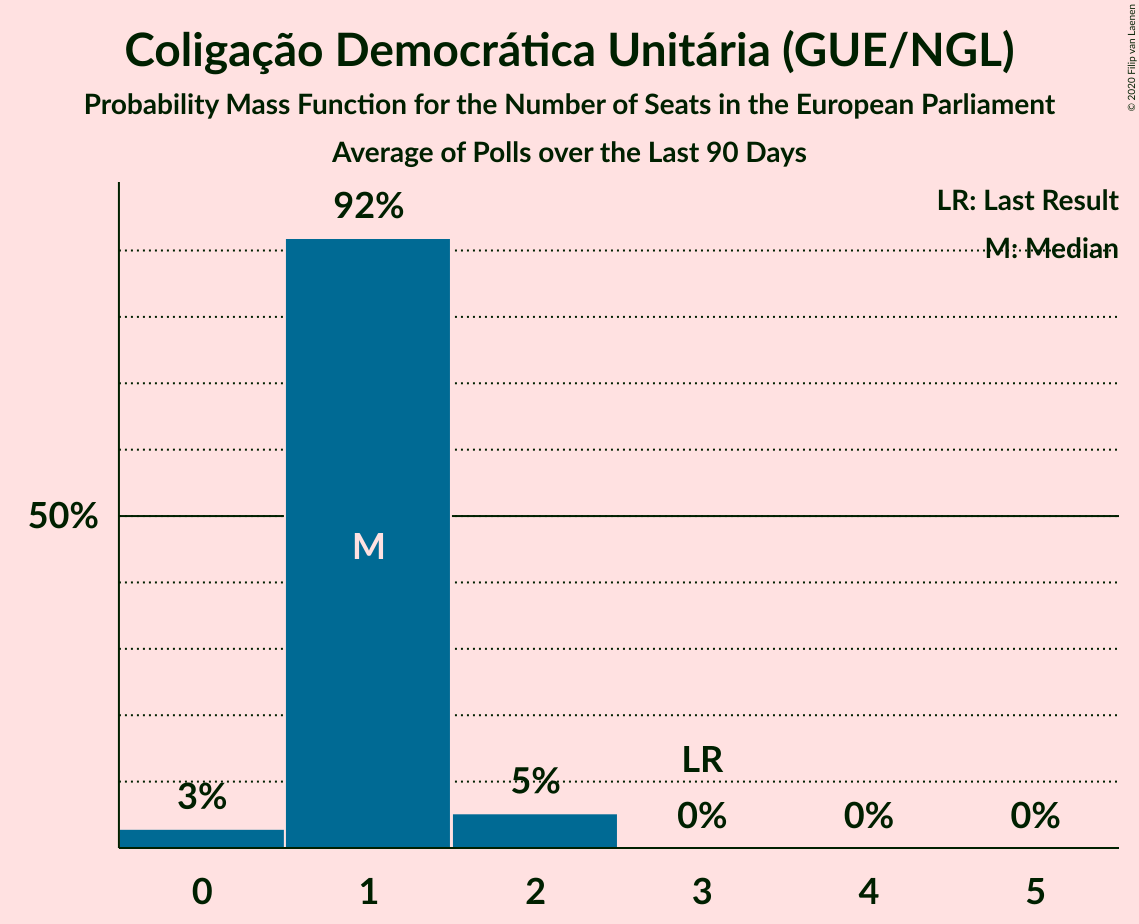 Coligação Democrática Unitária (GUE/NGL)
Probability Mass Function for the Number of Seats in the European Parliament
Average of Polls over the Last 90 Days
© 2020 Filip van Laenen
LR: Last Result
M: Median
92%
50%
M
LR
3%
5%
0%
0%
0%
0
1
2
3
4
5